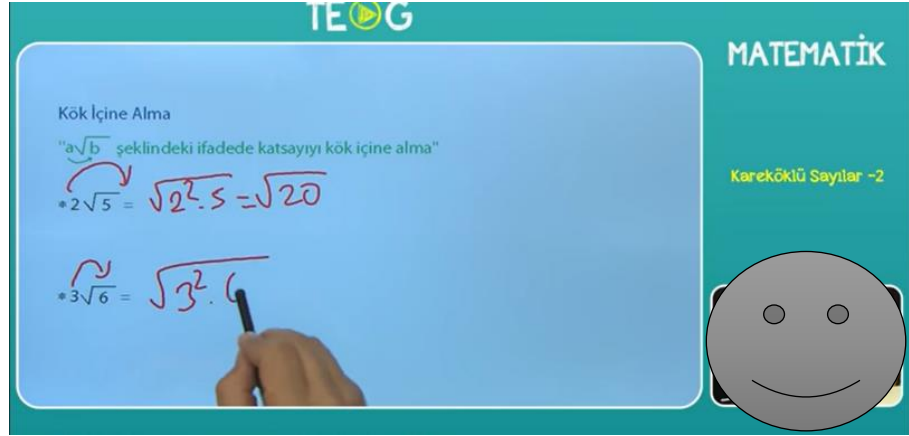 TEOG
MATEMATİK
Kök İçine Alma
"a√b şeklindeki ifadede katsayıyı kök içine alma"
*2√5 = √2².5 = √20
*3√6 = √3².6
Kareköklü Sayılar -2